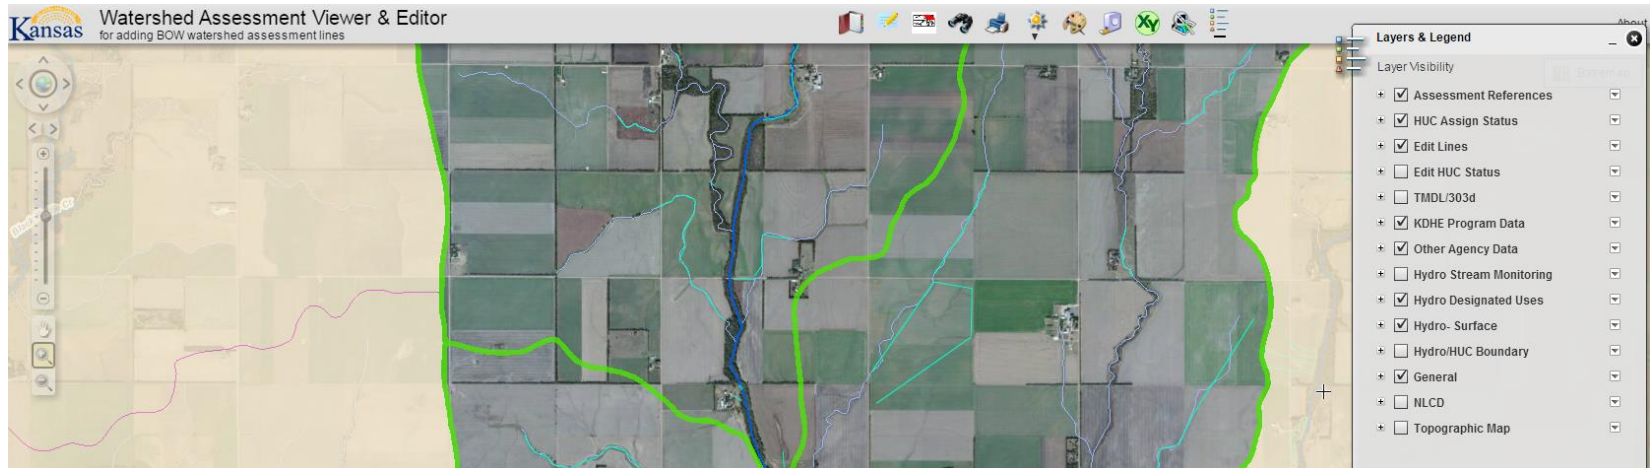 Kansas
Watershed Assessment Viewer & Editor
for adding BOW watershed assessment lines
XY
About
Layers & Legend
Layer Visibility
Assessment References
HUC Assign Status
Edit Lines
Edit HUC Status
TMDL/303d
KDHE Program Data
Other Agency Data
Hydro Stream Monitoring
Hydro Designated Uses
Hydro- Surface
Hydro/HUC Boundary
General
NLCD
Topographic Map